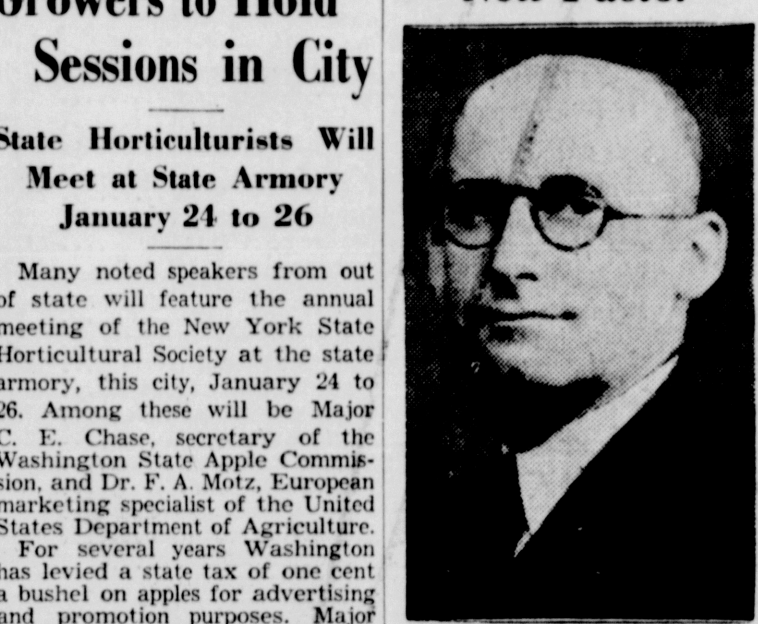 Growers to Hold
Sessions in City
State Horticulturists Will
Meet at State Armory
January 24 to 26
Many noted speakers from out
of state will feature the annual
meeting of the New York State
Horticultural Society at the state
armory, this city, January 24 to
26. Among these will be Major
C. E. Chase, secretary of the
Washington State Apple Commis-
sion, and Dr. F. A. Motz, European
marketing specialist of the United
States Department of Agriculture.
For several years Washington
has levied a state tax of one cent
a bushel on apples for advertising
and promotion purposes. Major